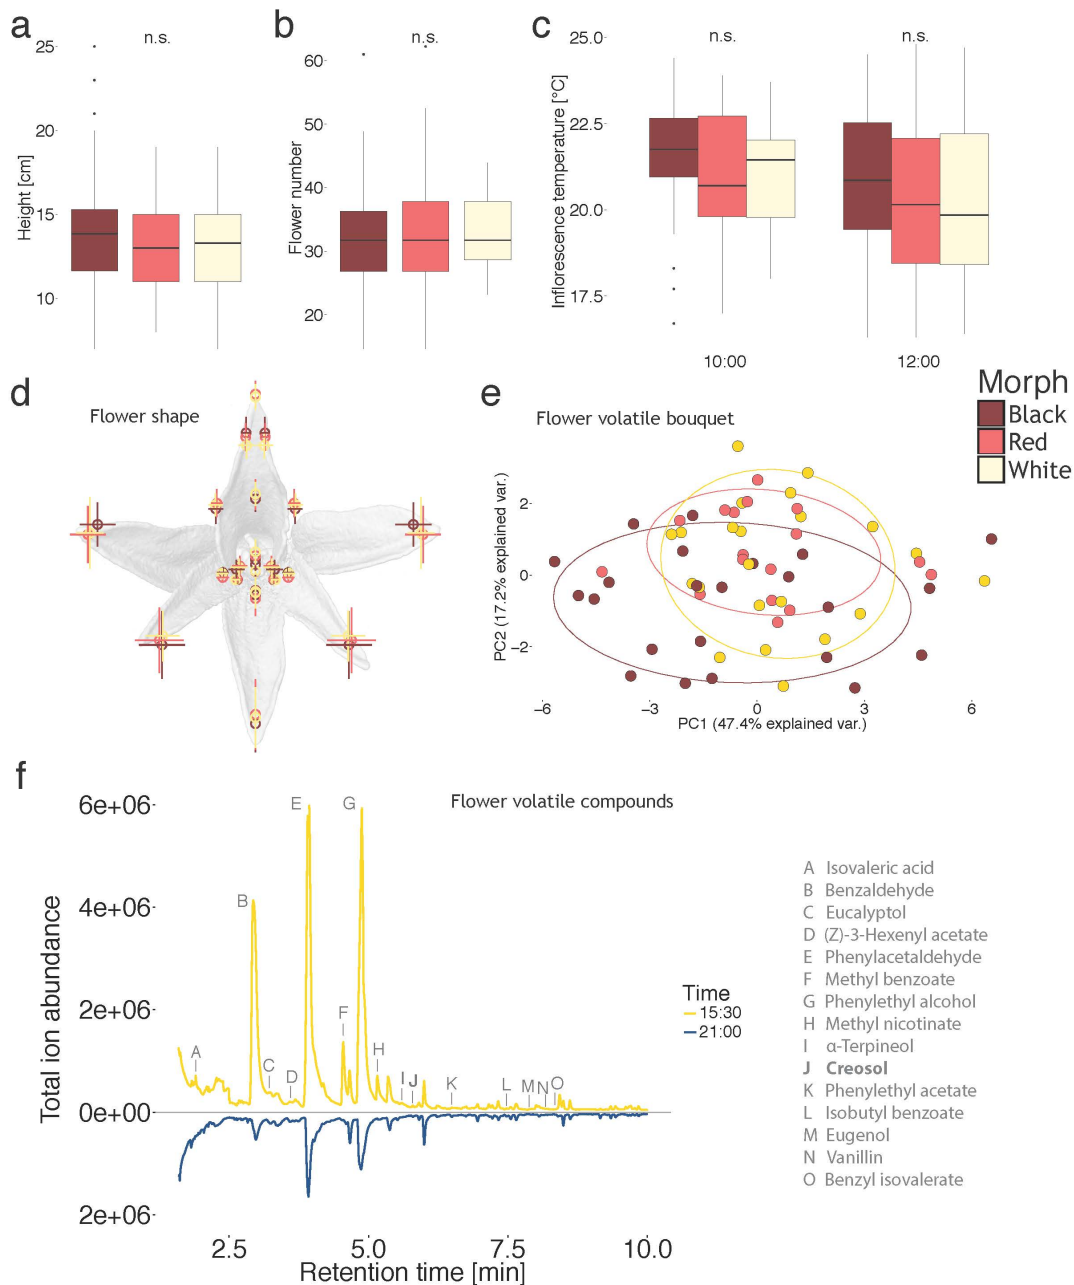 a
n.s.
25
20
15
10
Height [cm]
b
n.s.
60
50
40
30
20
Flower number
c
25.0
22.5
20.0
17.5
Inflorescence temperature [°C]
n.s.
n.s.
10:00
12:00
Morph
Black
Red
White
d
Flower shape
e
Flower volatile bouquet
PC2 (17.2% explained var.)
2
0
−2
−6
−3
0
3
6
PC1 (47.4% explained var.)
f
Flower volatile compounds
6e+06
4e+06
2e+06
0e+00
2e+06
Total ion abundance
A
B
C
D
E
F
G
H
I
J
K
L
M
N
O
Time
15:30
21:00
2.5
5.0
7.5
10.0
Retention time [min]
A Isovaleric acid
B Benzaldehyde
C Eucalyptol
D (Z)-3-Hexenyl acetate
E Phenylacetaldehyde
F Methyl benzoate
G Phenylethyl alcohol
H Methyl nicotinate
I α-Terpineol
J Creosol
K Phenylethyl acetate
L Isobutyl benzoate
M Eugenol
N Vanillin
O Benzyl isovalerate